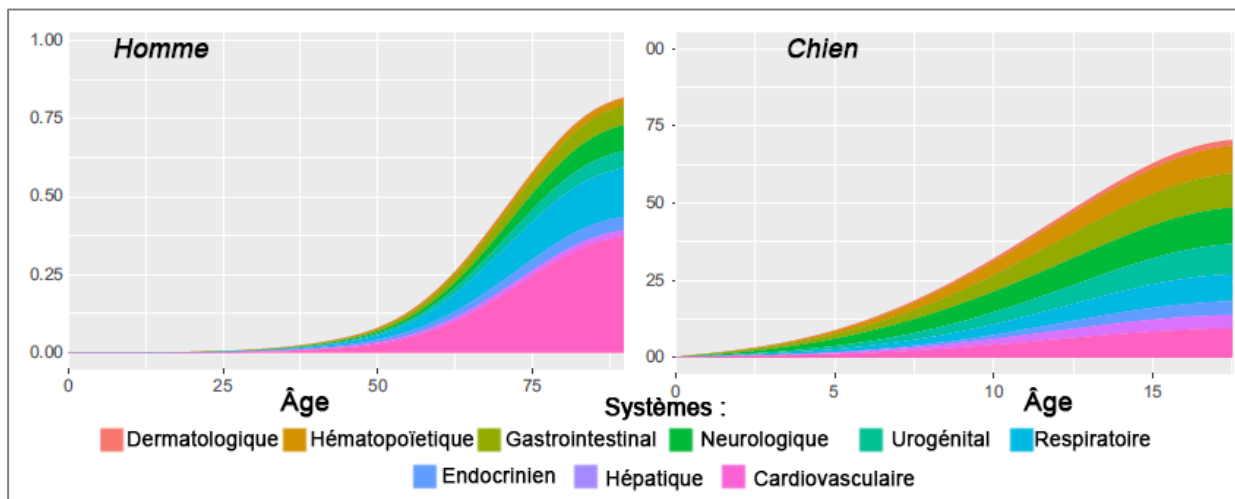 Homme
1.00
0.75
0.50
0.25
0.00
0 25 50 75
Âge
Chien
00
75
50
25
00
0 5 10 15
Âge
Systèmes :
Dermatologique Hématopoïetique Gastrointestinal Neurologique Urogénital Respiratoire
Endocrinien Hépatique Cardiovasculaire